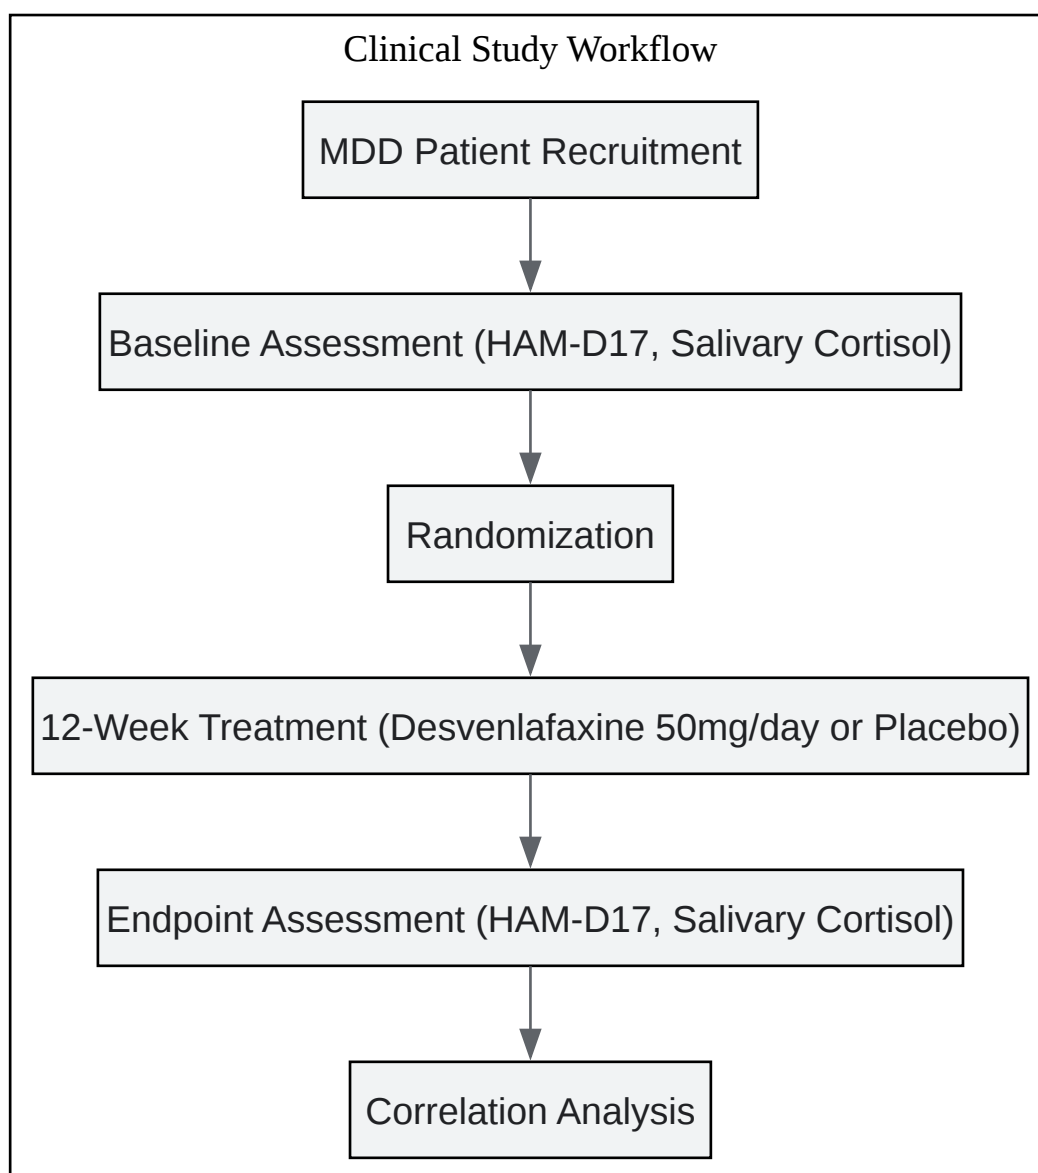 Clinical Study Workflow
MDD Patient Recruitment
Baseline Assessment (HAM-D17, Salivary Cortisol)
Randomization
12-Week Treatment (Desvenlafaxine 50mg/day or Placebo)
Endpoint Assessment (HAM-D17, Salivary Cortisol)
Correlation Analysis